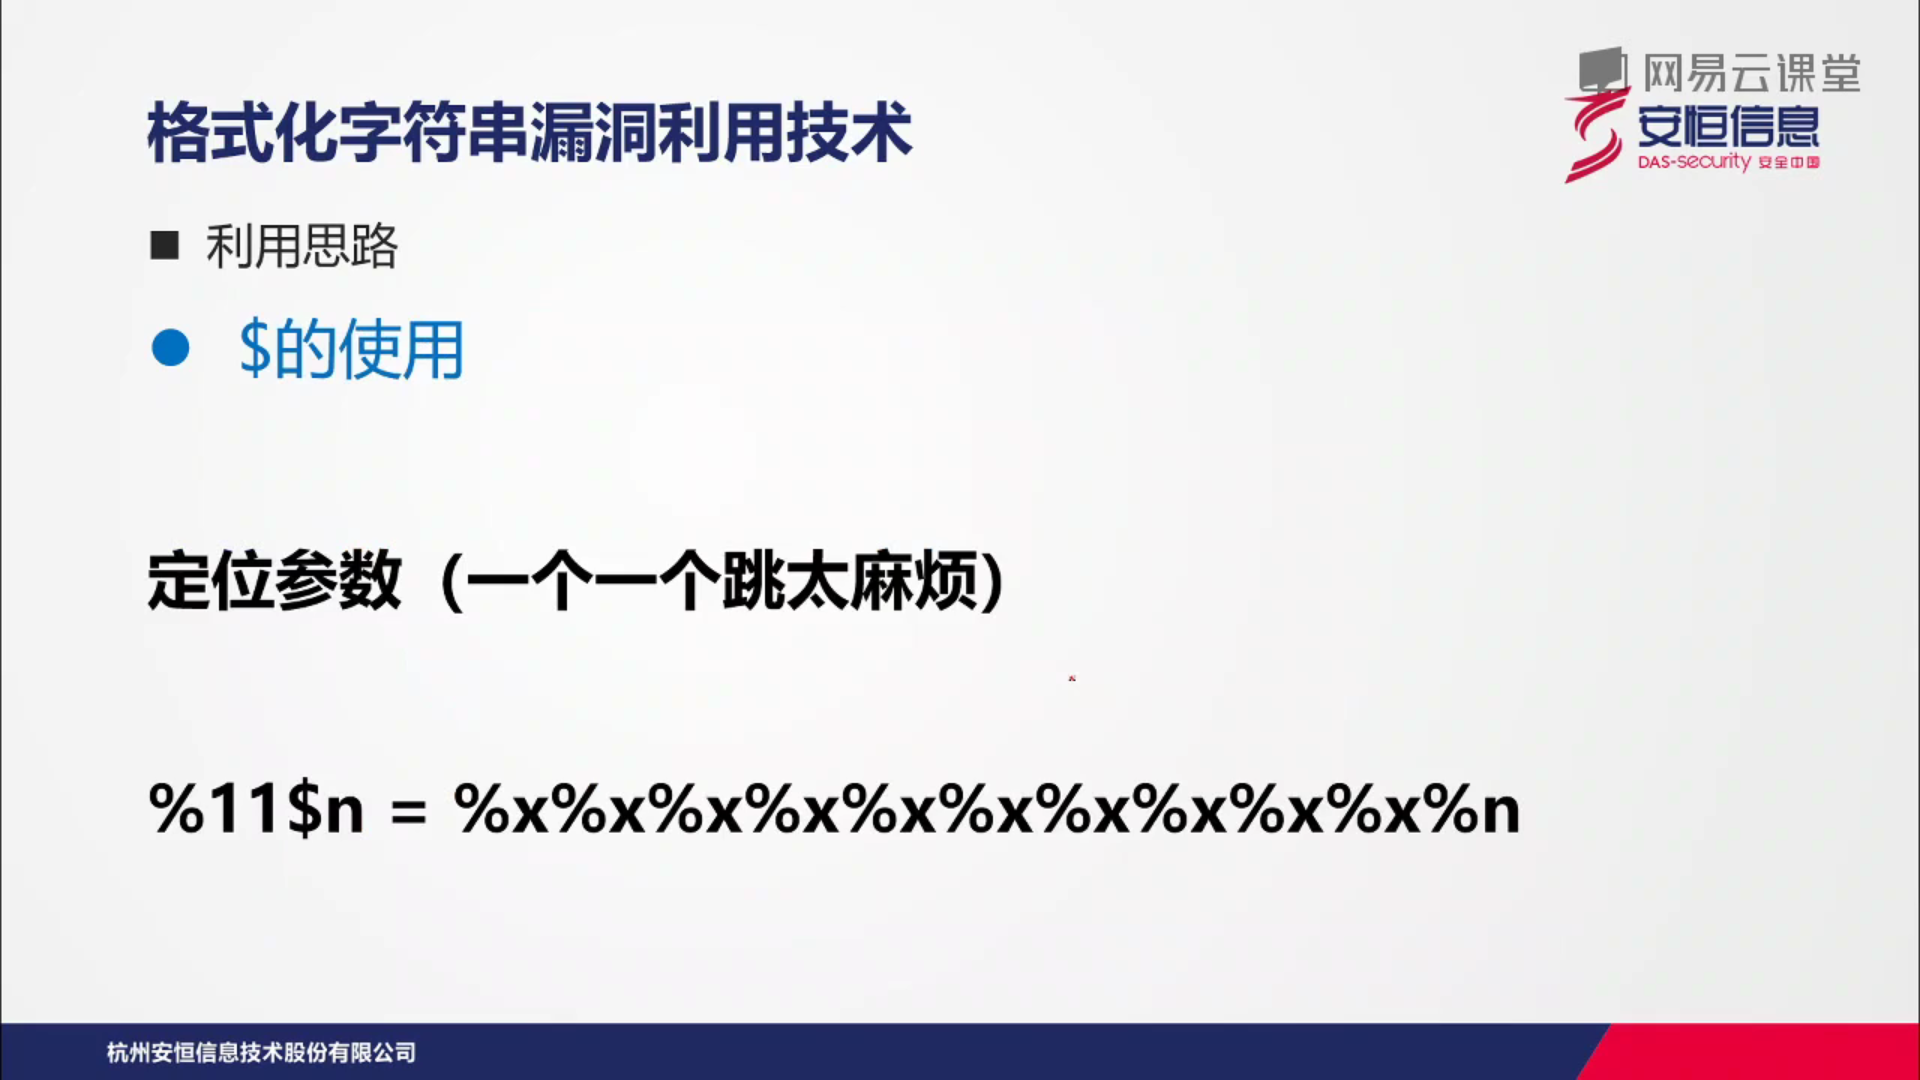 网易云课堂
安恒信息
DAS-security 安全中国
格式化字符串漏洞利用技术
■ 利用思路
● $的使用
定位参数（一个一个跳太麻烦）
%11$n = %x%x%x%x%x%x%x%x%x%x%n
杭州安恒信息技术股份有限公司